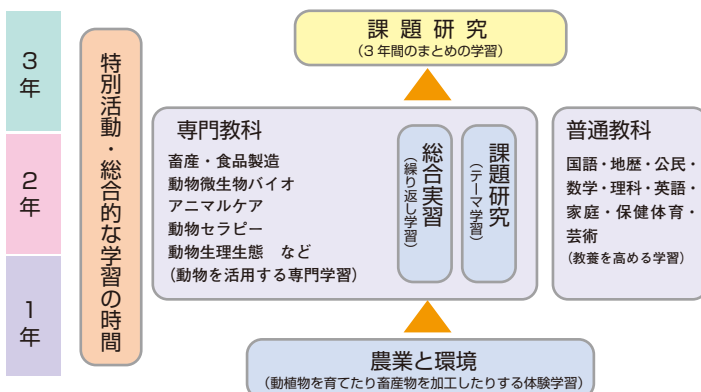 3年
2年
1年
特別活動・総合的な学習の時間
課題研究
（3年間のまとめの学習）
専門教科
畜産・食品製造
動物微生物バイオ
アニマルケア
動物セラピー
動物生理生態　など
（動物を活用する専門学習）
総合実習
（繰り返し学習）
課題研究
（テーマ学習）
普通教科
国語・地歴・公民・
数学・理科・英語・
家庭・保健体育・
芸術
（教養を高める学習）
農業と環境
（動植物を育てたり畜産物を加工したりする体験学習）